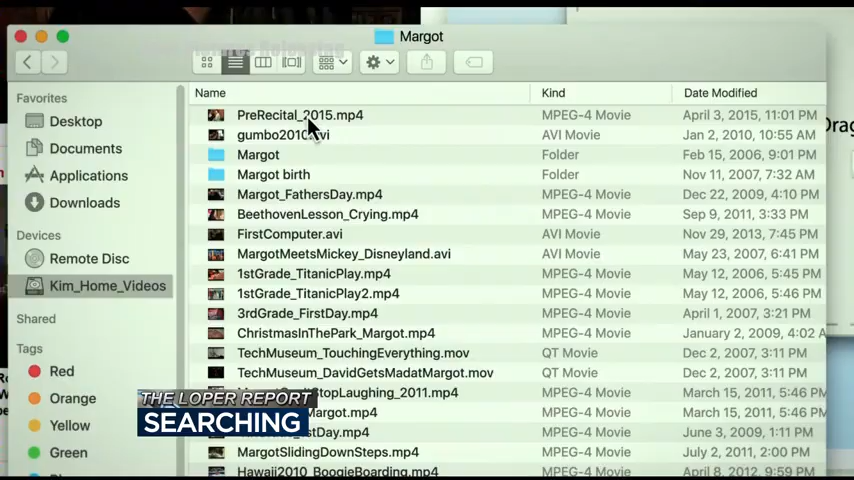 Margot
Name Kind Date Modified
Favorites
Desktop
Documents
Applications
Downloads
Devices
Remote Disc
Kim_Home_Videos
Shared
Tags
Red
Orange
Yellow
Green
PreRecital_2015.mp4 MPEG-4 Movie April 3, 2015, 11:01 PM
AVI Movie Jan 2, 2010, 10:55 AM
Margot Folder Feb 15, 2006, 9:01 PM
Margot birth Folder Nov 11, 2007, 7:32 AM
Margot_FathersDay.mp4 MPEG-4 Movie Dec 22, 2009, 4:10 PM
BeethovenLesson_Crying.mp4 MPEG-4 Movie Sep 9, 2011, 3:33 PM
FirstComputer.avi AVI Movie Nov 29, 2013, 7:45 PM
MargotMeetsMickey_Disneyland.avi AVI Movie May 23, 2007, 6:41 PM
1stGrade_TitanicPlay.mp4 MPEG-4 Movie May 12, 2006, 5:45 PM
1stGrade_TitanicPlay2.mp4 MPEG-4 Movie May 12, 2006, 5:46 PM
3rdGrade_FirstDay.mp4 MPEG-4 Movie April 1, 2007, 3:21 PM
ChristmasInThePark_Margot.mp4 MPEG-4 Movie January 2, 2009, 4:02 A
TechMuseum_TouchingEverything.mov QT Movie Dec 2, 2007, 3:11 PM
TechMuseum_DavidGetsMadatMargot.mov QT Movie Dec 2, 2007, 3:11 PM
StopLaughing_2011.mp4 MPEG-4 Movie March 15, 2011, 5:46 PM
Margot.mp4 MPEG-4 Movie March 15, 2011, 5:46 PM
stDay.mp4 MPEG-4 Movie June 3, 2009, 1:11 PM
MargotSlidingDownSteps.mp4 MPEG-4 Movie July 2, 2011, 2:00 PM
Hawaii2010_BoogieBoarding.mp4 MPEG-4 Movie April 8, 2012, 9:59 PM
THE LOPER REPORT
SEARCHING